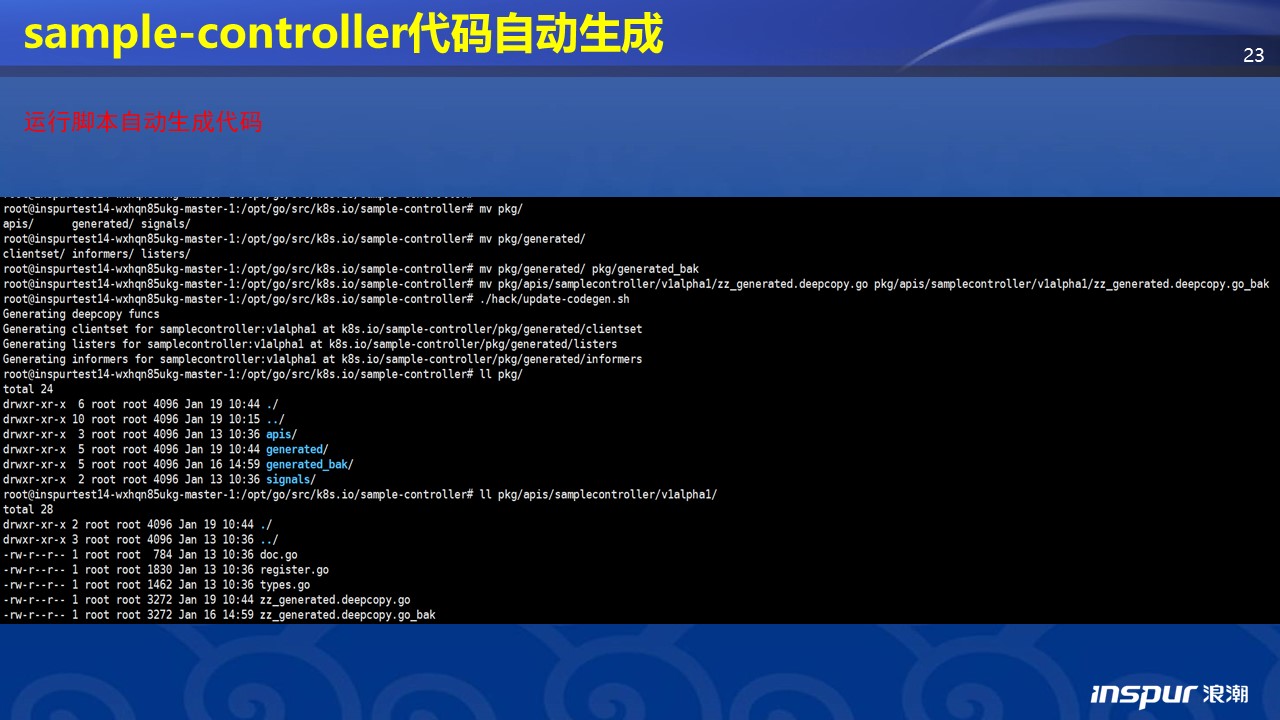 sample-controller代码自动生成
23
运行脚本自动生成代码
root@inspurtest14-wxhqn85ukg-master-1:/opt/go/src/k8s.io/sample-controller# mv pkg/
apis/      generated/ signals/
root@inspurtest14-wxhqn85ukg-master-1:/opt/go/src/k8s.io/sample-controller# mv pkg/generated/
clientset/ informers/ listers/
root@inspurtest14-wxhqn85ukg-master-1:/opt/go/src/k8s.io/sample-controller# mv pkg/generated/ pkg/generated_bak
root@inspurtest14-wxhqn85ukg-master-1:/opt/go/src/k8s.io/sample-controller# mv pkg/apis/samplecontroller/v1alpha1/zz_generated.deepcopy.go pkg/apis/samplecontroller/v1alpha1/zz_generated.deepcopy.go_bak
root@inspurtest14-wxhqn85ukg-master-1:/opt/go/src/k8s.io/sample-controller# ./hack/update-codegen.sh
Generating deepcopy funcs
Generating clientset for samplecontroller:v1alpha1 at k8s.io/sample-controller/pkg/generated/clientset
Generating listers for samplecontroller:v1alpha1 at k8s.io/sample-controller/pkg/generated/listers
Generating informers for samplecontroller:v1alpha1 at k8s.io/sample-controller/pkg/generated/informers
root@inspurtest14-wxhqn85ukg-master-1:/opt/go/src/k8s.io/sample-controller# ll pkg/
total 24
drwxr-xr-x  6 root root 4096 Jan 19 10:44 ./
drwxr-xr-x 10 root root 4096 Jan 19 10:15 ../
drwxr-xr-x  3 root root 4096 Jan 13 10:36 apis/
drwxr-xr-x  5 root root 4096 Jan 19 10:44 generated/
drwxr-xr-x  5 root root 4096 Jan 16 14:59 generated_bak/
drwxr-xr-x  2 root root 4096 Jan 13 10:36 signals/
root@inspurtest14-wxhqn85ukg-master-1:/opt/go/src/k8s.io/sample-controller# ll pkg/apis/samplecontroller/v1alpha1/
total 28
drwxr-xr-x 2 root root 4096 Jan 19 10:44 ./
drwxr-xr-x 3 root root 4096 Jan 13 10:36 ../
-rw-r--r-- 1 root root  784 Jan 13 10:36 doc.go
-rw-r--r-- 1 root root 1830 Jan 13 10:36 register.go
-rw-r--r-- 1 root root 1462 Jan 13 10:36 types.go
-rw-r--r-- 1 root root 3272 Jan 19 10:44 zz_generated.deepcopy.go
-rw-r--r-- 1 root root 3272 Jan 16 14:59 zz_generated.deepcopy.go_bak
inspur 浪潮